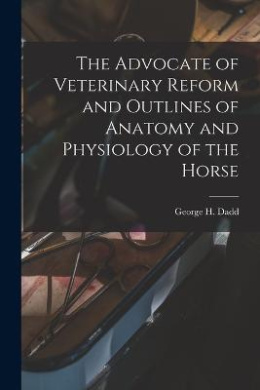 The Advocate of
Veterinary Reform
and Outlines of
Anatomy and
Physiology of the
Horse
George H. Dadd